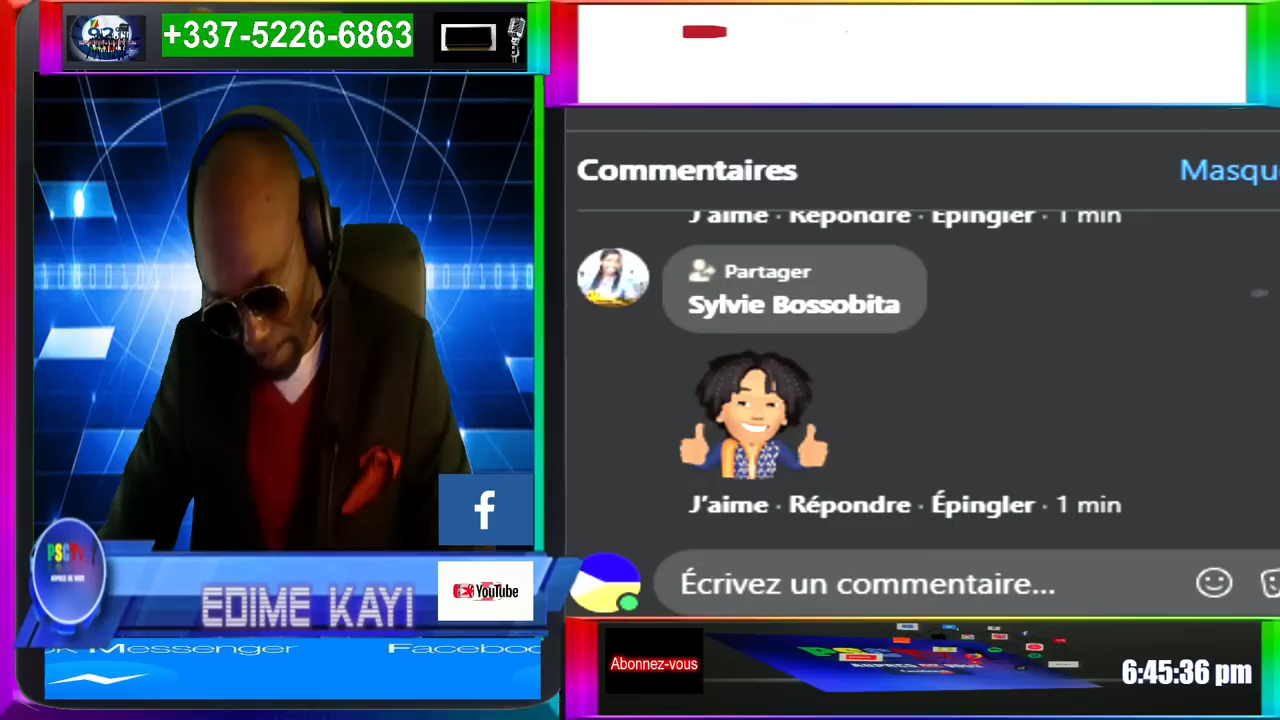 +337-5226-6863
Commentaires
Masqu
J'aime · Répondre · Épingler · 1 min
Partager
Sylvie Bossobita
J'aime · Répondre · Épingler · 1 min
Écrivez un commentaire...
PSCTV
EDIME KAYI
YouTube
Messenger
Faceboo
Abonnez-vous
6:45:36 pm